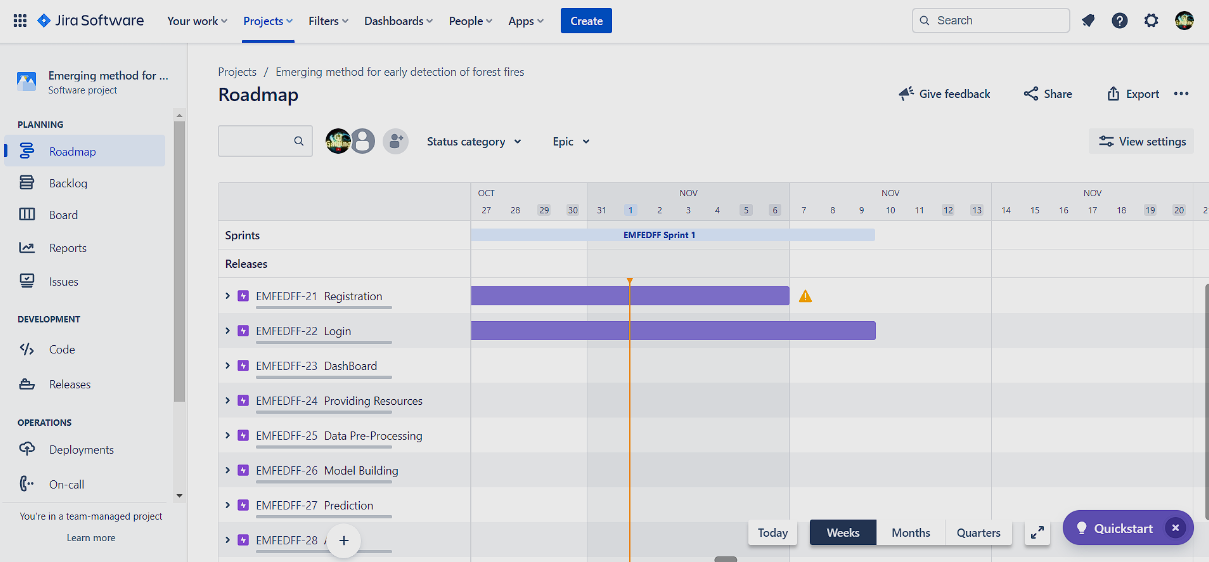 Jira Software Your work Projects Filters Dashboards People Apps Create Search
Emerging method for ...
Software project
Projects / Emerging method for early detection of forest fires
Roadmap
Give feedback Share Export
PLANNING
Roadmap
Backlog
Board
Reports
Issues
DEVELOPMENT
Code
Releases
OPERATIONS
Deployments
On-call
You're in a team-managed project
Learn more
Status category Epic View settings
OCT NOV NOV NOV
27 28 29 30 31 1 2 3 4 5 6 7 8 9 10 11 12 13 14 15 16 17 18 19 20
Sprints EMFEDFF Sprint 1
Releases
EMFEDFF-21 Registration
EMFEDFF-22 Login
EMFEDFF-23 DashBoard
EMFEDFF-24 Providing Resources
EMFEDFF-25 Data Pre-Processing
EMFEDFF-26 Model Building
EMFEDFF-27 Prediction
EMFEDFF-28
Today Weeks Months Quarters
Quickstart